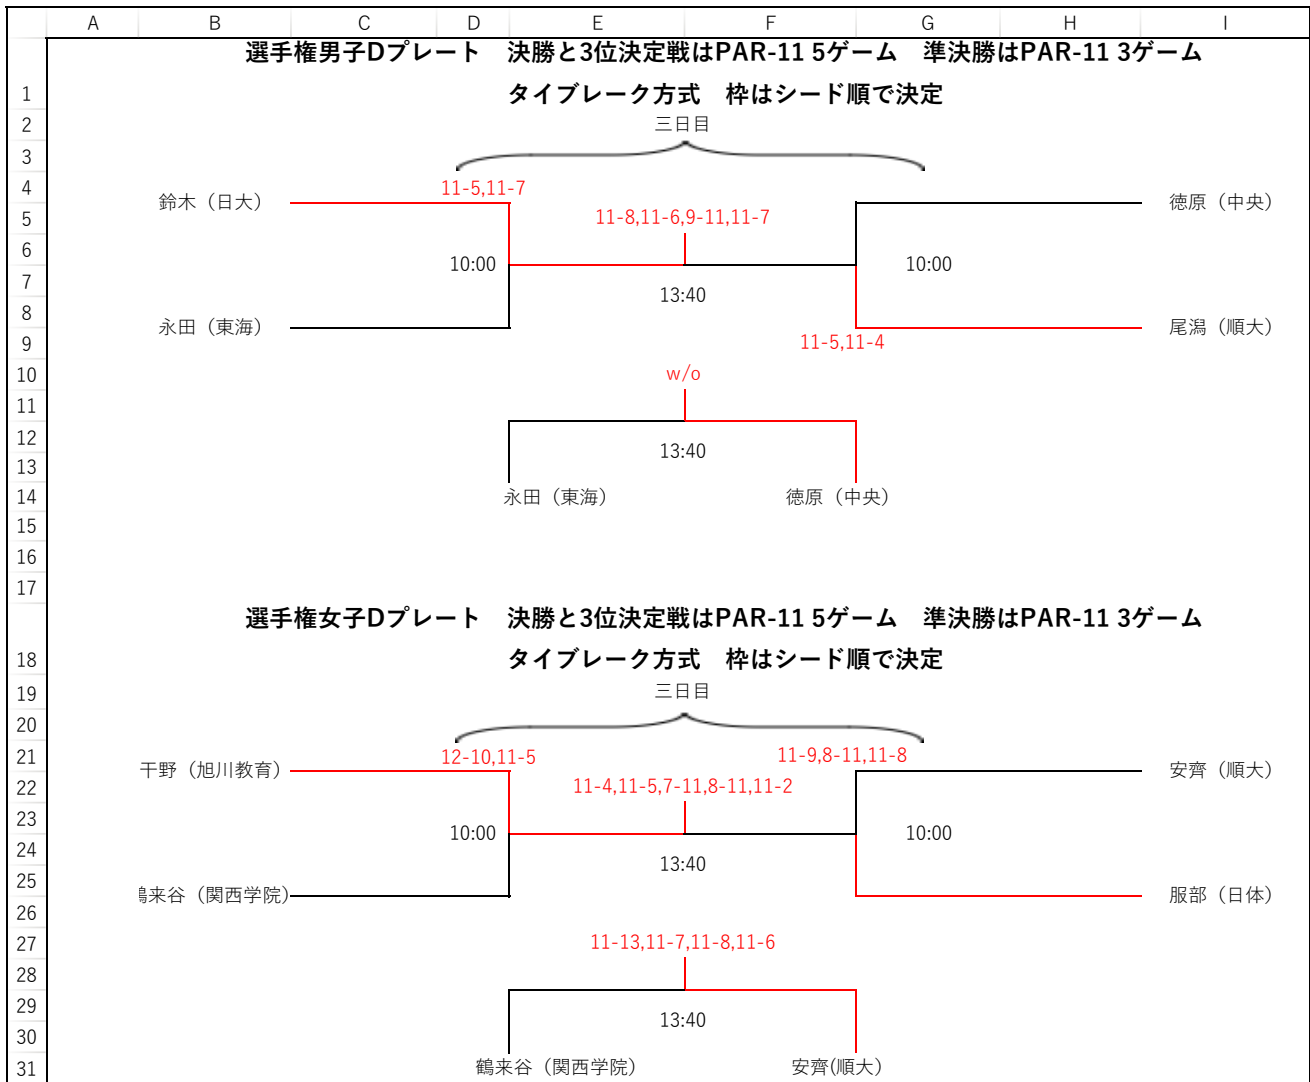 A B C D E F G H I
選手権男子Dプレート　決勝と3位決定戦はPAR-11 5ゲーム　準決勝はPAR-11 3ゲーム
1 タイブレーク方式　枠はシード順で決定
2 三日目
3
4 11-5,11-7
鈴木（日大） 徳原（中央）
5 11-8,11-6,9-11,11-7
6
10:00 10:00
7
13:40
8
永田（東海） 尾潟（順大）
9 11-5,11-4
10 w/o
11
12
13:40
13
14 永田（東海） 徳原（中央）
15
16
17
選手権女子Dプレート　決勝と3位決定戦はPAR-11 5ゲーム　準決勝はPAR-11 3ゲーム
18 タイブレーク方式　枠はシード順で決定
19 三日目
20
21 12-10,11-5 11-9,8-11,11-8
干野（旭川教育） 安齊（順大）
22 11-4,11-5,7-11,8-11,11-2
23
10:00 10:00
24
13:40
25
来谷（関西学院） 服部（日体）
26
27 11-13,11-7,11-8,11-6
28
29
13:40
30
31 鶴来谷（関西学院） 安齊(順大）